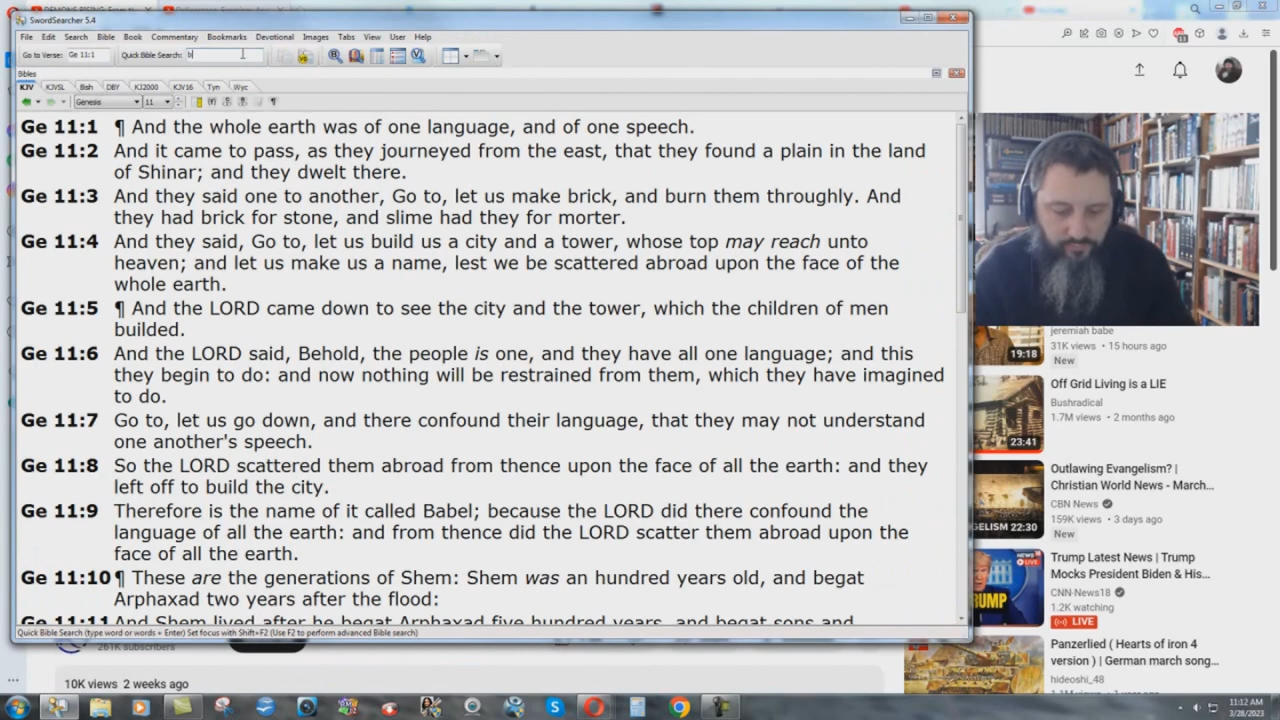 SwordSearcher 5.4
File Edit Search Bible Book Commentary Bookmarks Devotional Images Tabs View User Help
Go to Verse: Ge 11:1 Quick Bible Search: b
Bibles
KJV KJVSL Bish DBY KJ2000 KJV16 Tyn Wyc
Genesis 11
Ge 11:1 ¶ And the whole earth was of one language, and of one speech.
Ge 11:2 And it came to pass, as they journeyed from the east, that they found a plain in the land
of Shinar; and they dwelt there.
Ge 11:3 And they said one to another, Go to, let us make brick, and burn them throughly. And
they had brick for stone, and slime had they for morter.
Ge 11:4 And they said, Go to, let us build us a city and a tower, whose top may reach unto
heaven; and let us make us a name, lest we be scattered abroad upon the face of the
whole earth.
Ge 11:5 ¶ And the LORD came down to see the city and the tower, which the children of men
builded.
Ge 11:6 And the LORD said, Behold, the people is one, and they have all one language; and this
they begin to do: and now nothing will be restrained from them, which they have imagined
to do.
Ge 11:7 Go to, let us go down, and there confound their language, that they may not understand
one another's speech.
Ge 11:8 So the LORD scattered them abroad from thence upon the face of all the earth: and they
left off to build the city.
Ge 11:9 Therefore is the name of it called Babel; because the LORD did there confound the
language of all the earth: and from thence did the LORD scatter them abroad upon the
face of all the earth.
Ge 11:10 ¶ These are the generations of Shem: Shem was an hundred years old, and begat
Arphaxad two years after the flood:
Ge 11:11 And Shem lived after he begat Arphaxad five hundred years, and begat sons and
Quick Bible Search (type word or words + Enter) Set focus with Shift+F2 (Use F2 to perform advanced Bible search)
261K subscribers
10K views 2 weeks ago
jeremiah babe
31K views • 15 hours ago
New
19:18
Off Grid Living is a LIE
Bushradical
1.7M views • 2 months ago
23:41
Outlawing Evangelism? |
Christian World News - March...
CBN News
159K views • 3 days ago
New
GELISM 22:30
Trump Latest News | Trump
Mocks President Biden & His...
CNN-News18
1.2K watching
LIVE
LIVE
RUMP
Panzerlied ( Hearts of iron 4
version ) | German march song...
hideoshi_48
11:12 AM
3/28/2023